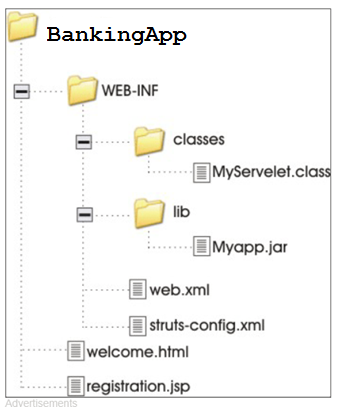 BankingApp
WEB-INF
classes
MyServelet.class
lib
Myapp.jar
web.xml
struts-config.xml
welcome.html
registration.jsp
Advertisements